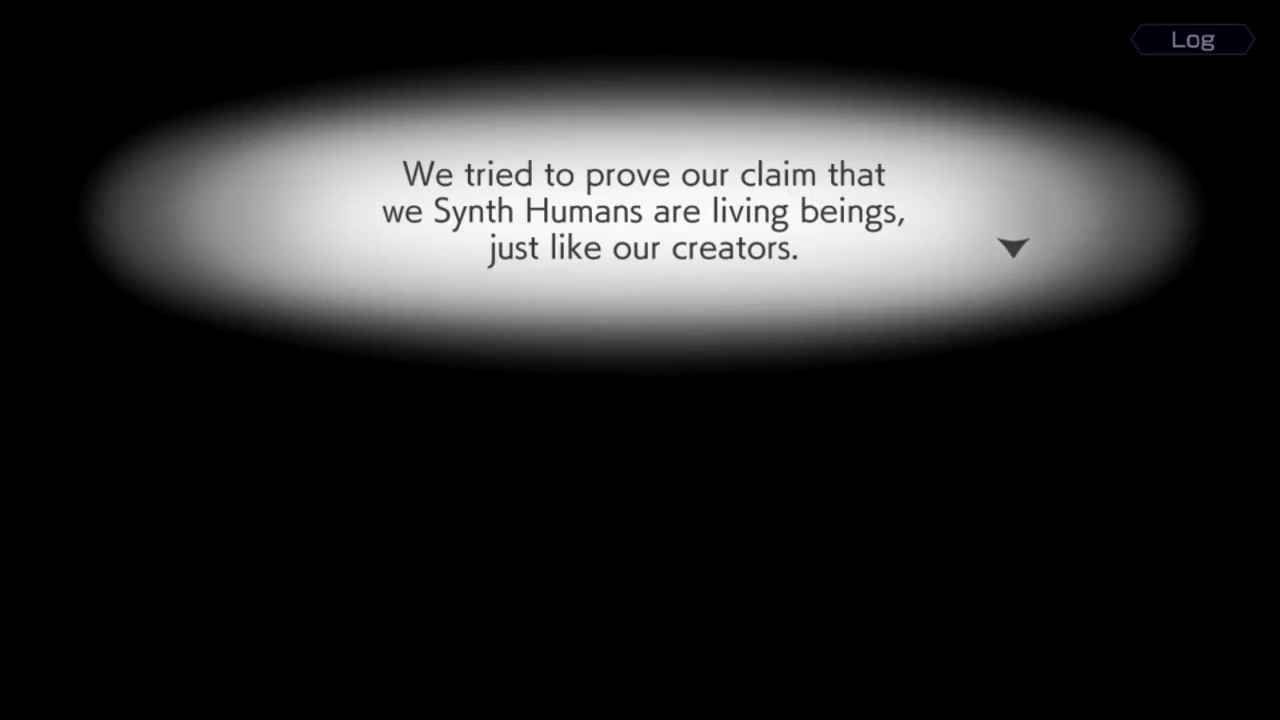 Log
We tried to prove our claim that
we Synth Humans are living beings,
just like our creators.